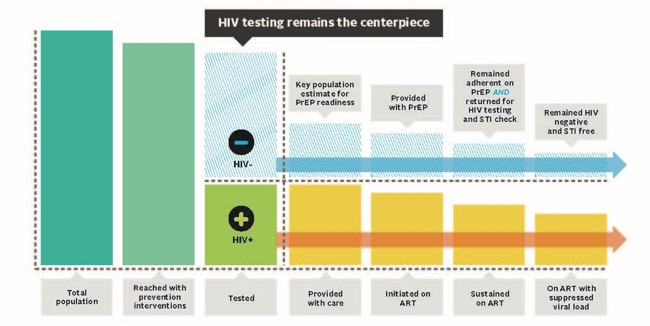 HIV testing remains the centerpiece
Key population
estimate for
PrEP readiness
Provided
with PrEP
Remained
adherent on
PrEP AND
returned for
HIV testing
and STI check
Remained HIV
negative
and STI free
HIV-
HIV+
Total
population
Reached with
prevention
interventions
Tested
Provided
with care
Initiated on
ART
Sustained
on ART
On ART with
suppressed
viral load